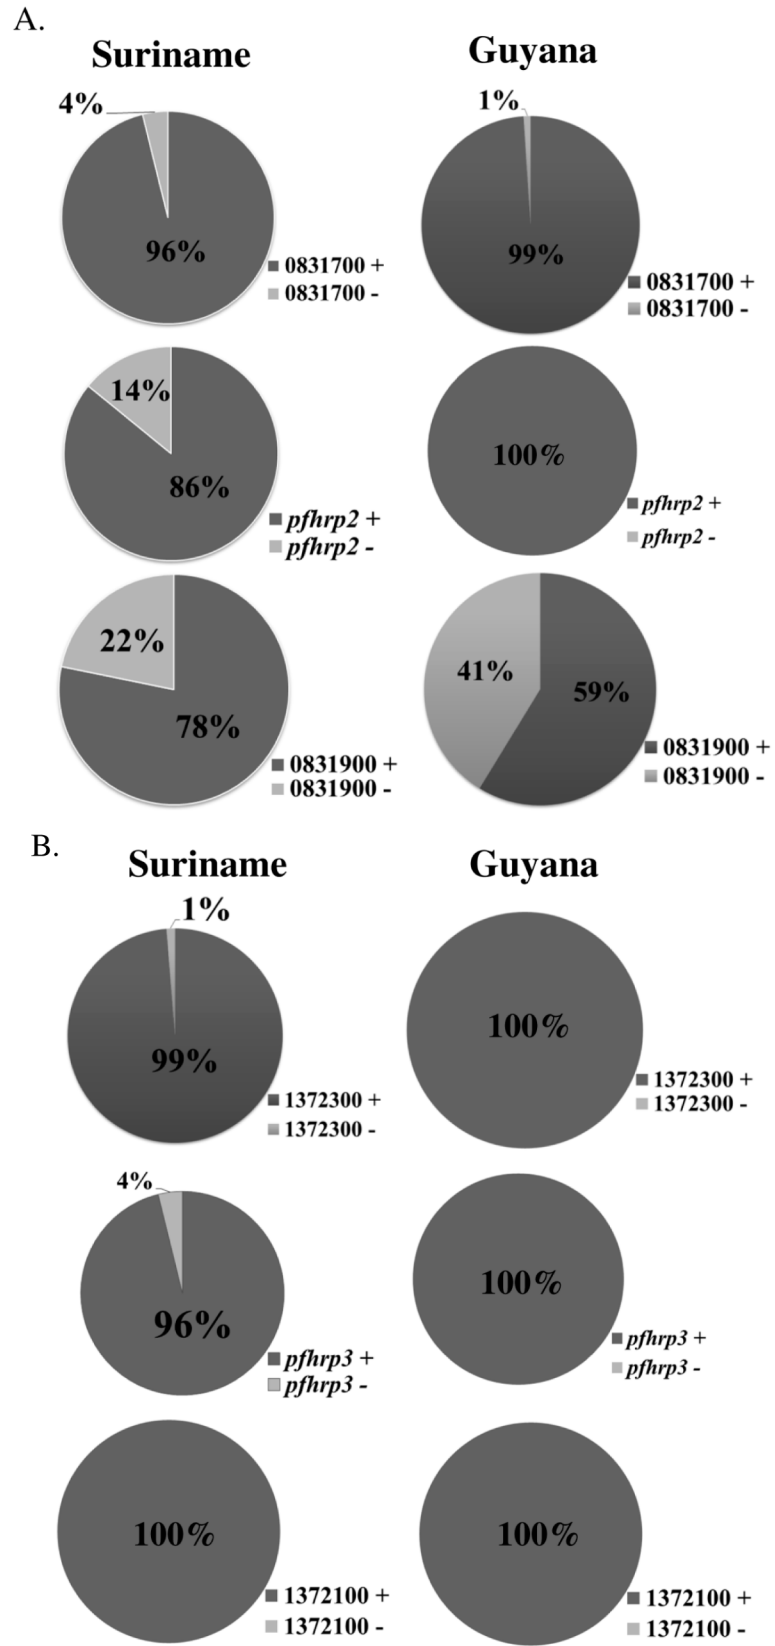 A.
Suriname
Guyana
4%
1%
96%
99%
0831700 +
0831700 -
0831700 +
0831700 -
14%
86%
100%
pfhrp2 +
pfhrp2 -
pfhrp2 +
pfhrp2 -
22%
78%
41%
59%
0831900 +
0831900 -
0831900 +
0831900 -
B.
Suriname
Guyana
1%
99%
100%
1372300 +
1372300 -
1372300 +
1372300 -
4%
96%
100%
pfhrp3 +
pfhrp3 -
pfhrp3 +
pfhrp3 -
100%
100%
1372100 +
1372100 -
1372100 +
1372100 -